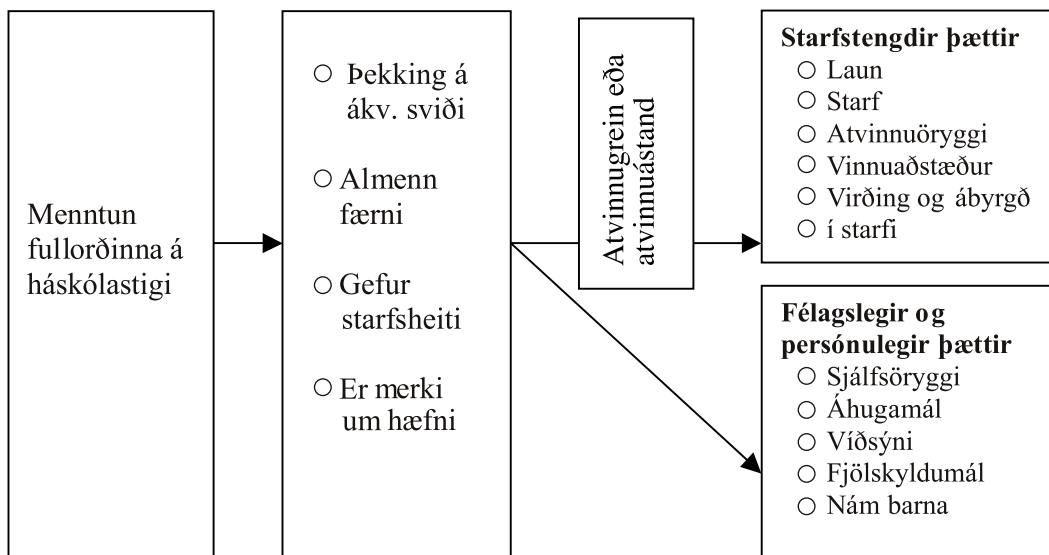 Menntun
fullorðinna á
háskólastigi
○ Þekking á
ákv. sviði
○ Almenn
færni
○ Gefur
starfsheiti
○ Er merki
um hæfni
Atvinnugrein eða
atvinnuástand
Starfstengdir þættir
○ Laun
○ Starf
○ Atvinnuöryggi
○ Vinnuaðstæður
○ Virðing og ábyrgð
○ í starfi
Félagslegir og
persónulegir þættir
○ Sjálfsöryggi
○ Áhugamál
○ Víðsýni
○ Fjölskyldumál
○ Nám barna